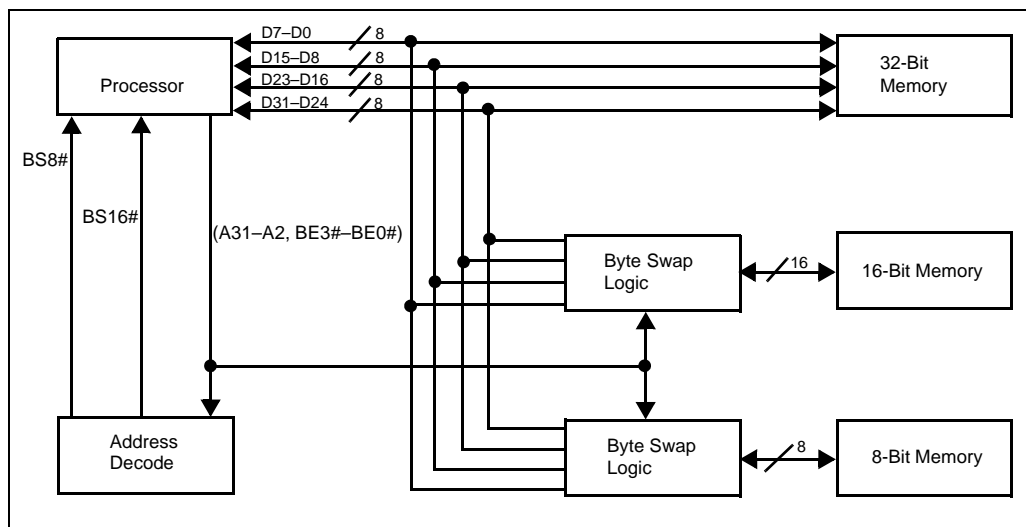 D7–D0 8
D15–D8 8
D23–D16 8
D31–D24 8
Processor
32-Bit
Memory
BS8#
BS16#
(A31–A2, BE3#–BE0#)
Byte Swap
Logic
16
16-Bit Memory
Address
Decode
Byte Swap
Logic
8
8-Bit Memory